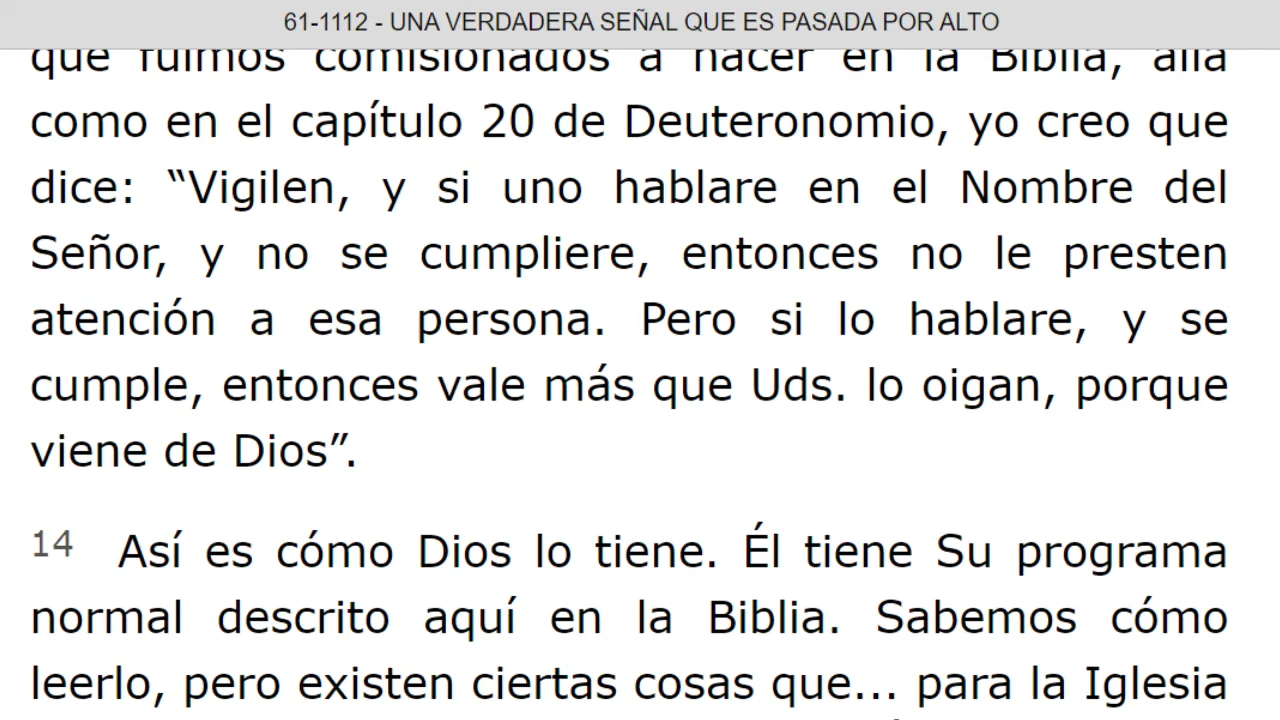 61-1112 - UNA VERDADERA SEÑAL QUE ES PASADA POR ALTO
que fuimos comisionados a hacer en la Biblia, allá
como en el capítulo 20 de Deuteronomio, yo creo que
dice: “Vigilen, y si uno hablare en el Nombre del
Señor, y no se cumpliere, entonces no le presten
atención a esa persona. Pero si lo hablare, y se
cumple, entonces vale más que Uds. lo oigan, porque
viene de Dios”.
14 Así es cómo Dios lo tiene. Él tiene Su programa
normal descrito aquí en la Biblia. Sabemos cómo
leerlo, pero existen ciertas cosas que... para la Iglesia